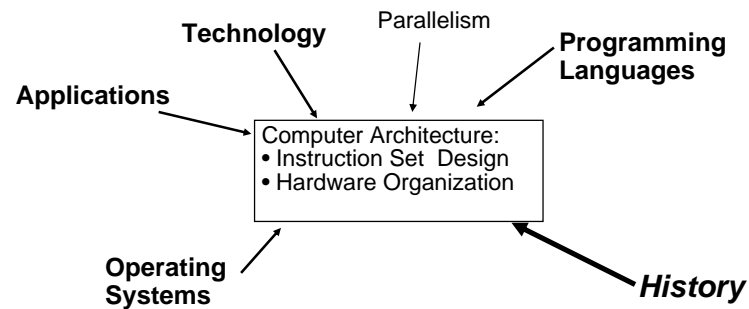 Parallelism
Technology
Programming
Languages
Applications
Computer Architecture:
• Instruction Set Design
• Hardware Organization
Operating
Systems
History